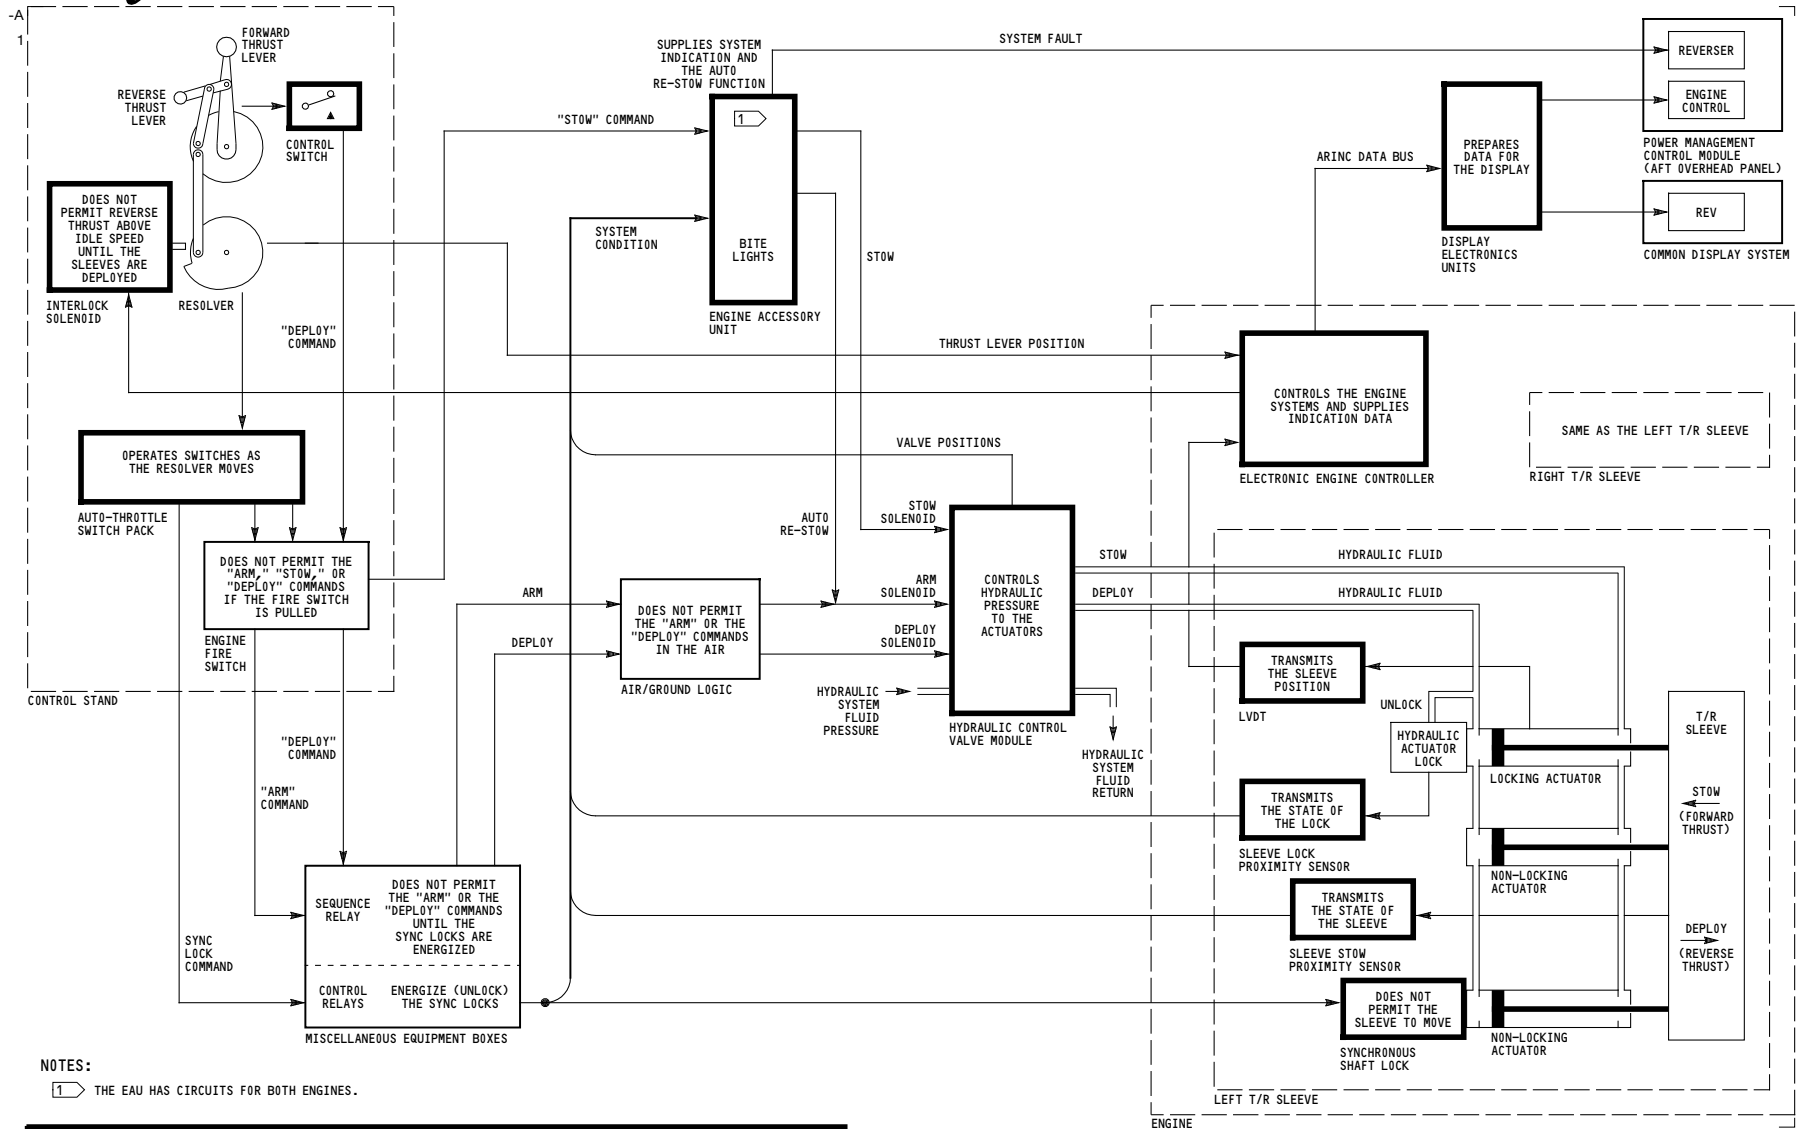 -A
1
FORWARD
THRUST
LEVER
REVERSE
THRUST
LEVER
CONTROL
SWITCH
DOES NOT
PERMIT REVERSE
THRUST ABOVE
IDLE SPEED
UNTIL THE
SLEEVES ARE
DEPLOYED
INTERLOCK
SOLENOID
RESOLVER
"DEPLOY"
COMMAND
OPERATES SWITCHES AS
THE RESOLVER MOVES
AUTO-THROTTLE
SWITCH PACK
DOES NOT PERMIT THE
"ARM," "STOW," OR
"DEPLOY" COMMANDS
IF THE FIRE SWITCH
IS PULLED
ENGINE
FIRE
SWITCH
CONTROL STAND
"DEPLOY"
COMMAND
"ARM"
COMMAND
SYNC
LOCK
COMMAND
SEQUENCE
RELAY
DOES NOT PERMIT
THE "ARM" OR THE
"DEPLOY" COMMANDS
UNTIL THE
SYNC LOCKS ARE
ENERGIZED
CONTROL
RELAYS
ENERGIZE (UNLOCK)
THE SYNC LOCKS
MISCELLANEOUS EQUIPMENT BOXES
SUPPLIES SYSTEM
INDICATION AND
THE AUTO
RE-STOW FUNCTION
"STOW" COMMAND
1
SYSTEM
CONDITION
BITE
LIGHTS
ENGINE ACCESSORY
UNIT
STOW
SYSTEM FAULT
THRUST LEVER POSITION
VALVE POSITIONS
AUTO
RE-STOW
STOW
SOLENOID
ARM
DEPLOY
DOES NOT PERMIT
THE "ARM" OR THE
"DEPLOY" COMMANDS
IN THE AIR
AIR/GROUND LOGIC
ARM
SOLENOID
DEPLOY
SOLENOID
HYDRAULIC
SYSTEM
FLUID
PRESSURE
CONTROLS
HYDRAULIC
PRESSURE
TO THE
ACTUATORS
HYDRAULIC CONTROL
VALVE MODULE
HYDRAULIC
SYSTEM
FLUID
RETURN
ARINC DATA BUS
PREPARES
DATA FOR
THE DISPLAY
DISPLAY
ELECTRONICS
UNITS
REVERSER
ENGINE
CONTROL
POWER MANAGEMENT
CONTROL MODULE
(AFT OVERHEAD PANEL)
REV
COMMON DISPLAY SYSTEM
CONTROLS THE ENGINE
SYSTEMS AND SUPPLIES
INDICATION DATA
ELECTRONIC ENGINE CONTROLLER
SAME AS THE LEFT T/R SLEEVE
RIGHT T/R SLEEVE
STOW
HYDRAULIC FLUID
DEPLOY
HYDRAULIC FLUID
TRANSMITS
THE SLEEVE
POSITION
LVDT
UNLOCK
HYDRAULIC
ACTUATOR
LOCK
LOCKING ACTUATOR
T/R
SLEEVE
STOW
(FORWARD
THRUST)
TRANSMITS
THE STATE OF
THE LOCK
SLEEVE LOCK
PROXIMITY SENSOR
NON-LOCKING
ACTUATOR
TRANSMITS
THE STATE OF
THE SLEEVE
SLEEVE STOW
PROXIMITY SENSOR
DEPLOY
(REVERSE
THRUST)
DOES NOT
PERMIT THE
SLEEVE TO MOVE
SYNCHRONOUS
SHAFT LOCK
NON-LOCKING
ACTUATOR
LEFT T/R SLEEVE
ENGINE
NOTES:
1 THE EAU HAS CIRCUITS FOR BOTH ENGINES.